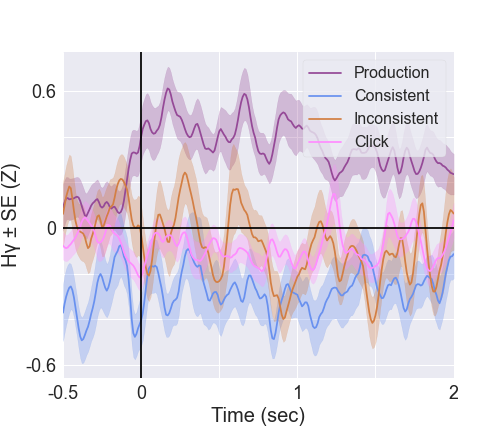 Production
Consistent
Inconsistent
Click
Hγ ± SE (Z)
0.6
0
-0.6
-0.5
0
1
2
Time (sec)